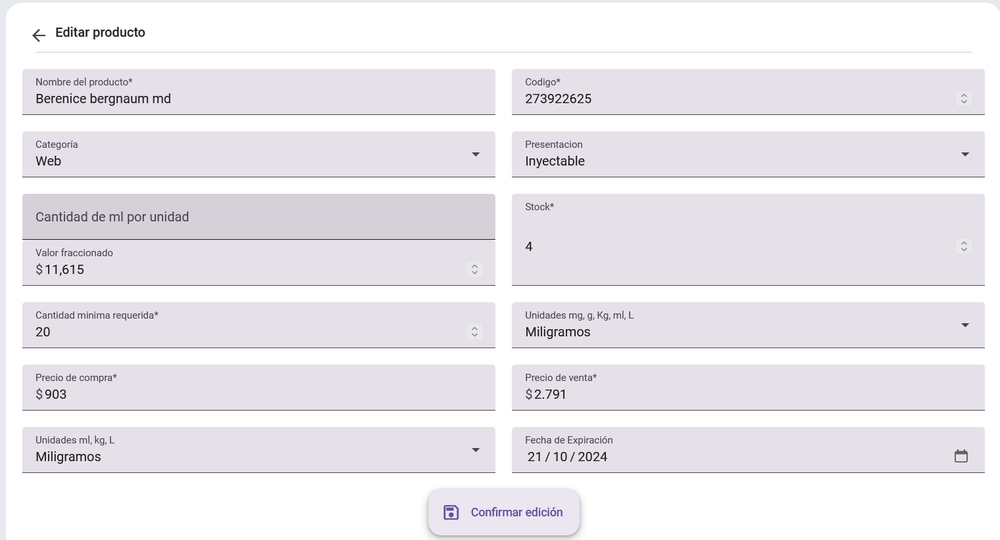 Editar producto
Nombre del producto*
Berenice bergnaum md
Codigo*
273922625
Categoría
Web
Presentacion
Inyectable
Cantidad de ml por unidad
Valor fraccionado
$ 11,615
Stock*
4
Cantidad minima requerida*
20
Unidades mg, g, Kg, ml, L
Miligramos
Precio de compra*
$ 903
Precio de venta*
$ 2.791
Unidades ml, kg, L
Miligramos
Fecha de Expiración
21 / 10 / 2024
Confirmar edición